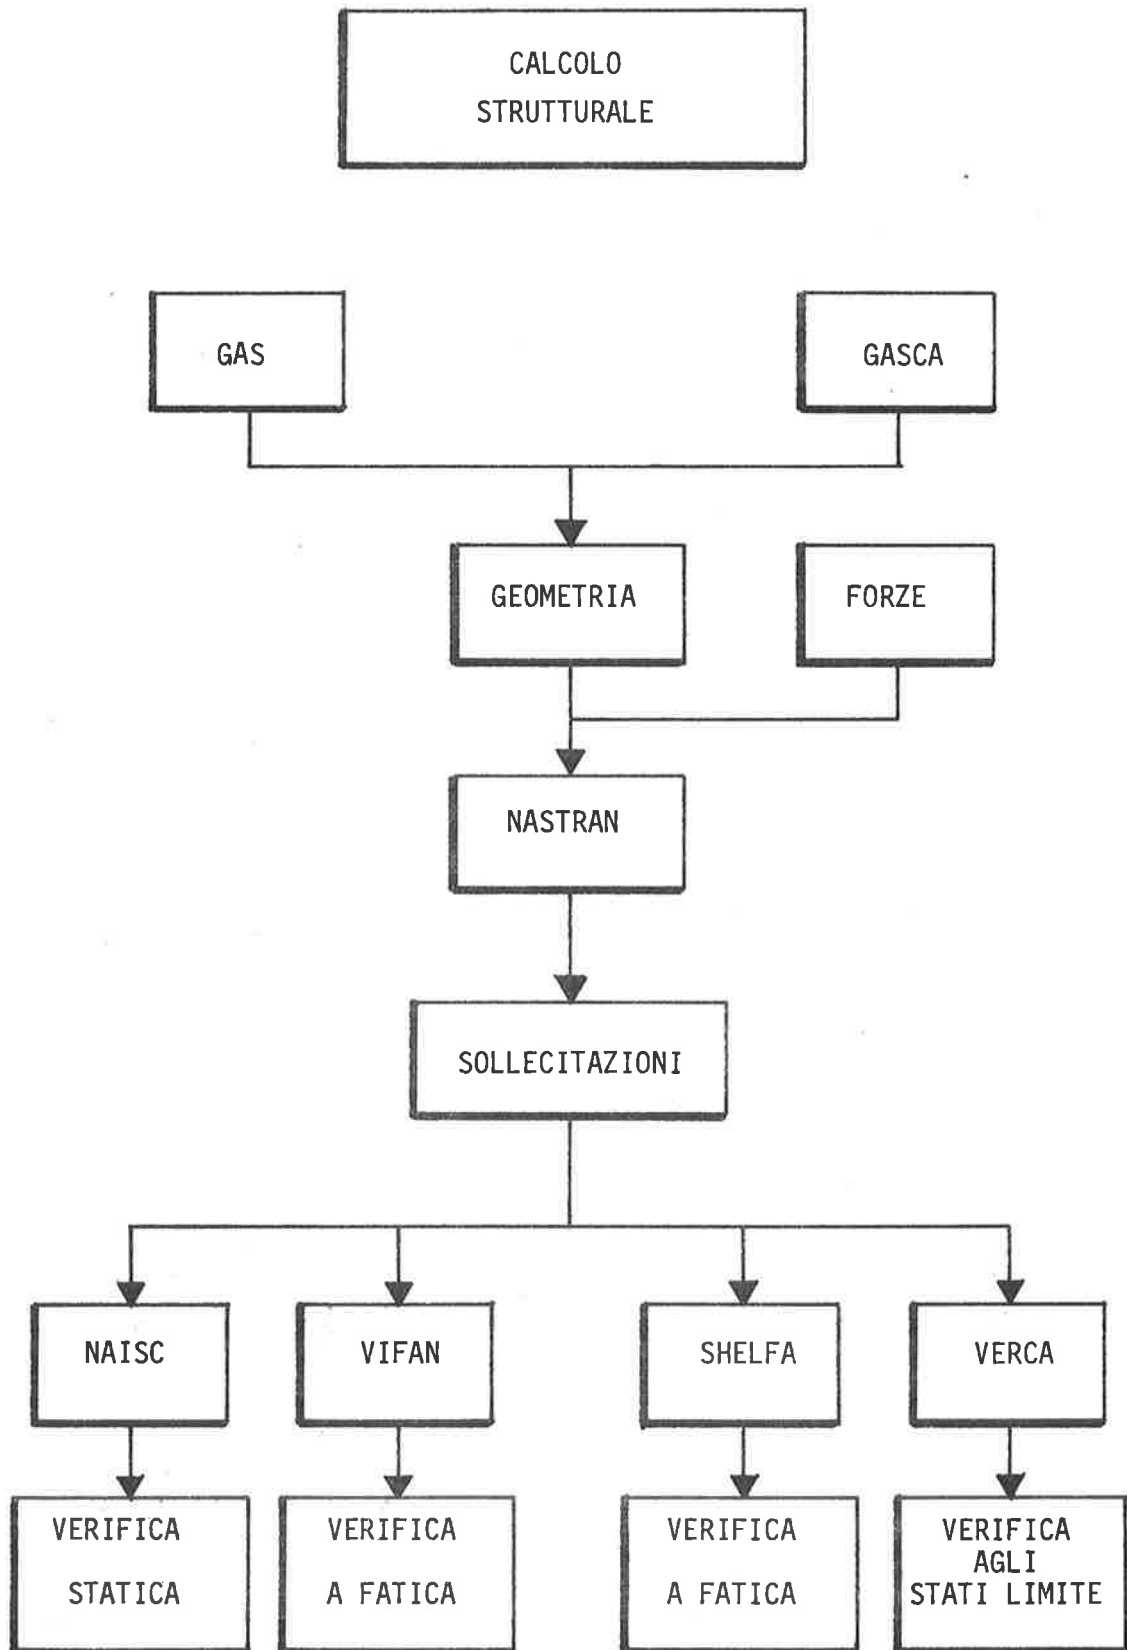 CALCOLO
STRUTTURALE
GAS
GASCA
GEOMETRIA
FORZE
NASTRAN
SOLLECITAZIONI
NAISC
VIFAN
SHELFA
VERCA
VERIFICA
STATICA
VERIFICA
A FATICA
VERIFICA
A FATICA
VERIFICA
AGLI
STATI LIMITE